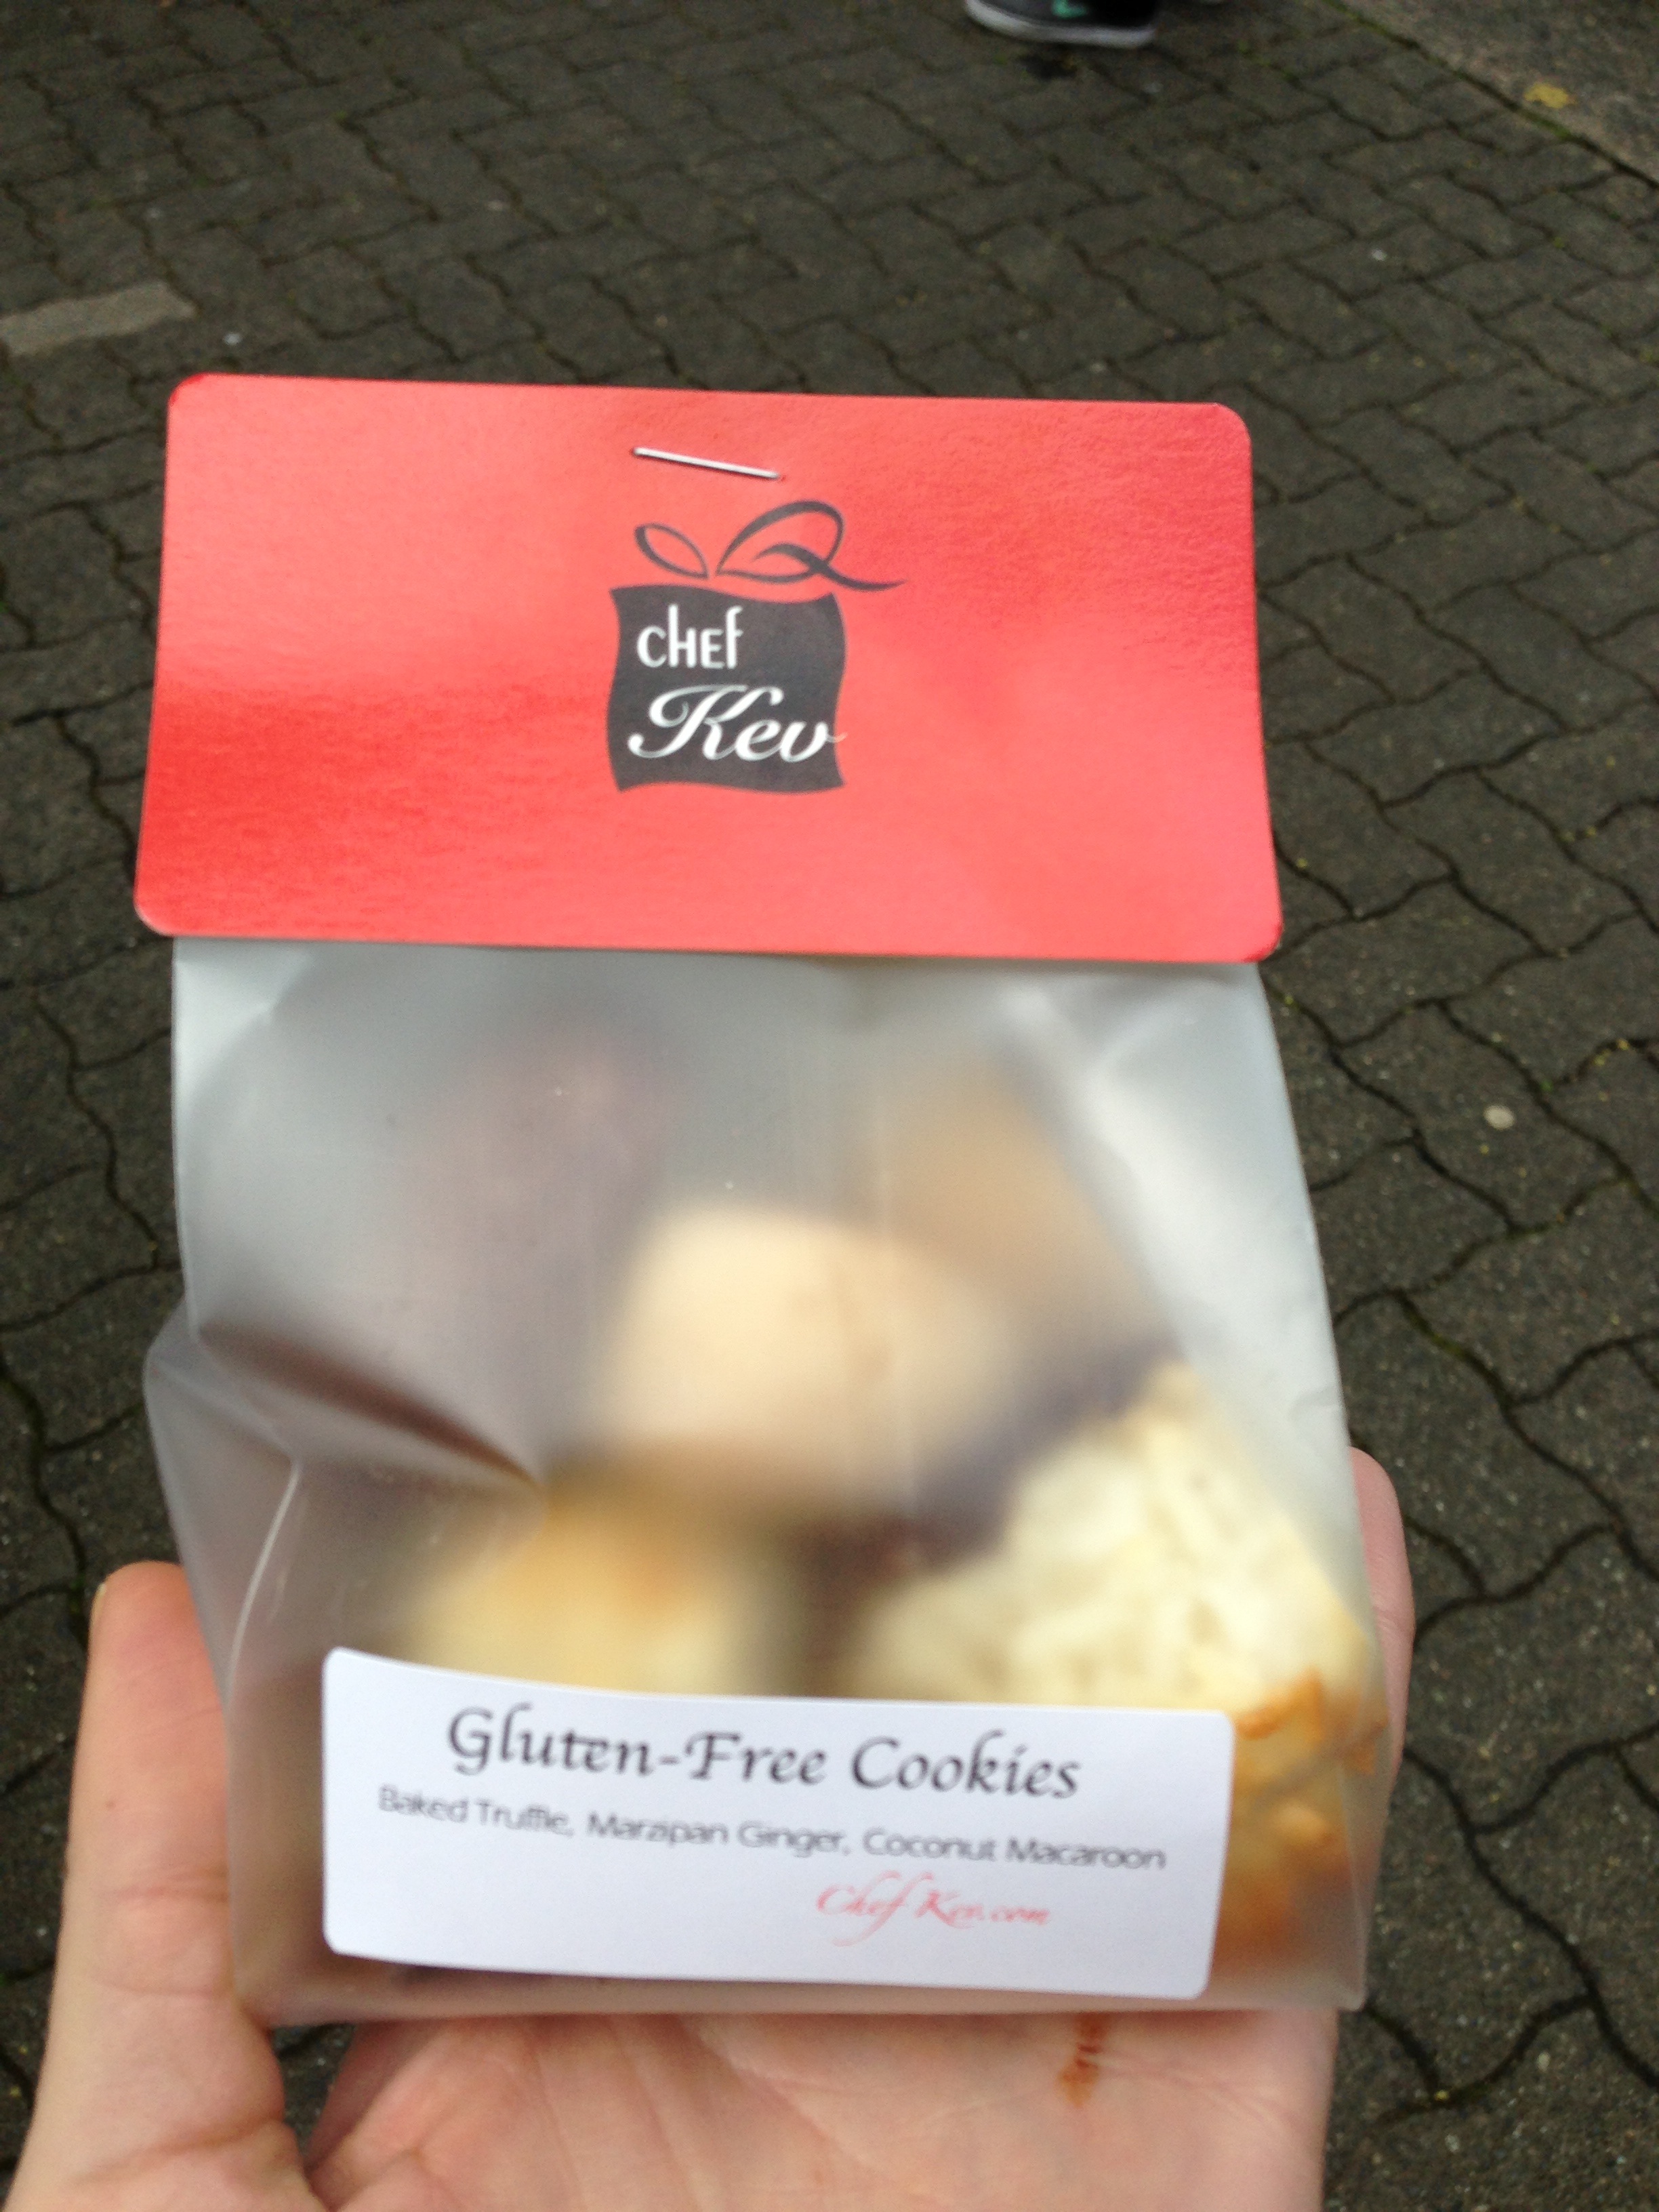 chef
Kev
Gluten-Free Cookies
Baked Truffle, Marzipan Ginger, Coconut Macaroon
Chef Kev.com